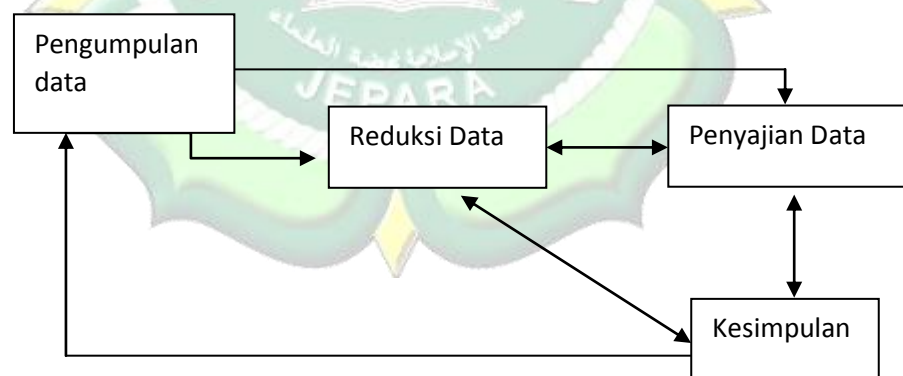 Pengumpulan
data
JEPARA
Reduksi Data
Penyajian Data
Kesimpulan